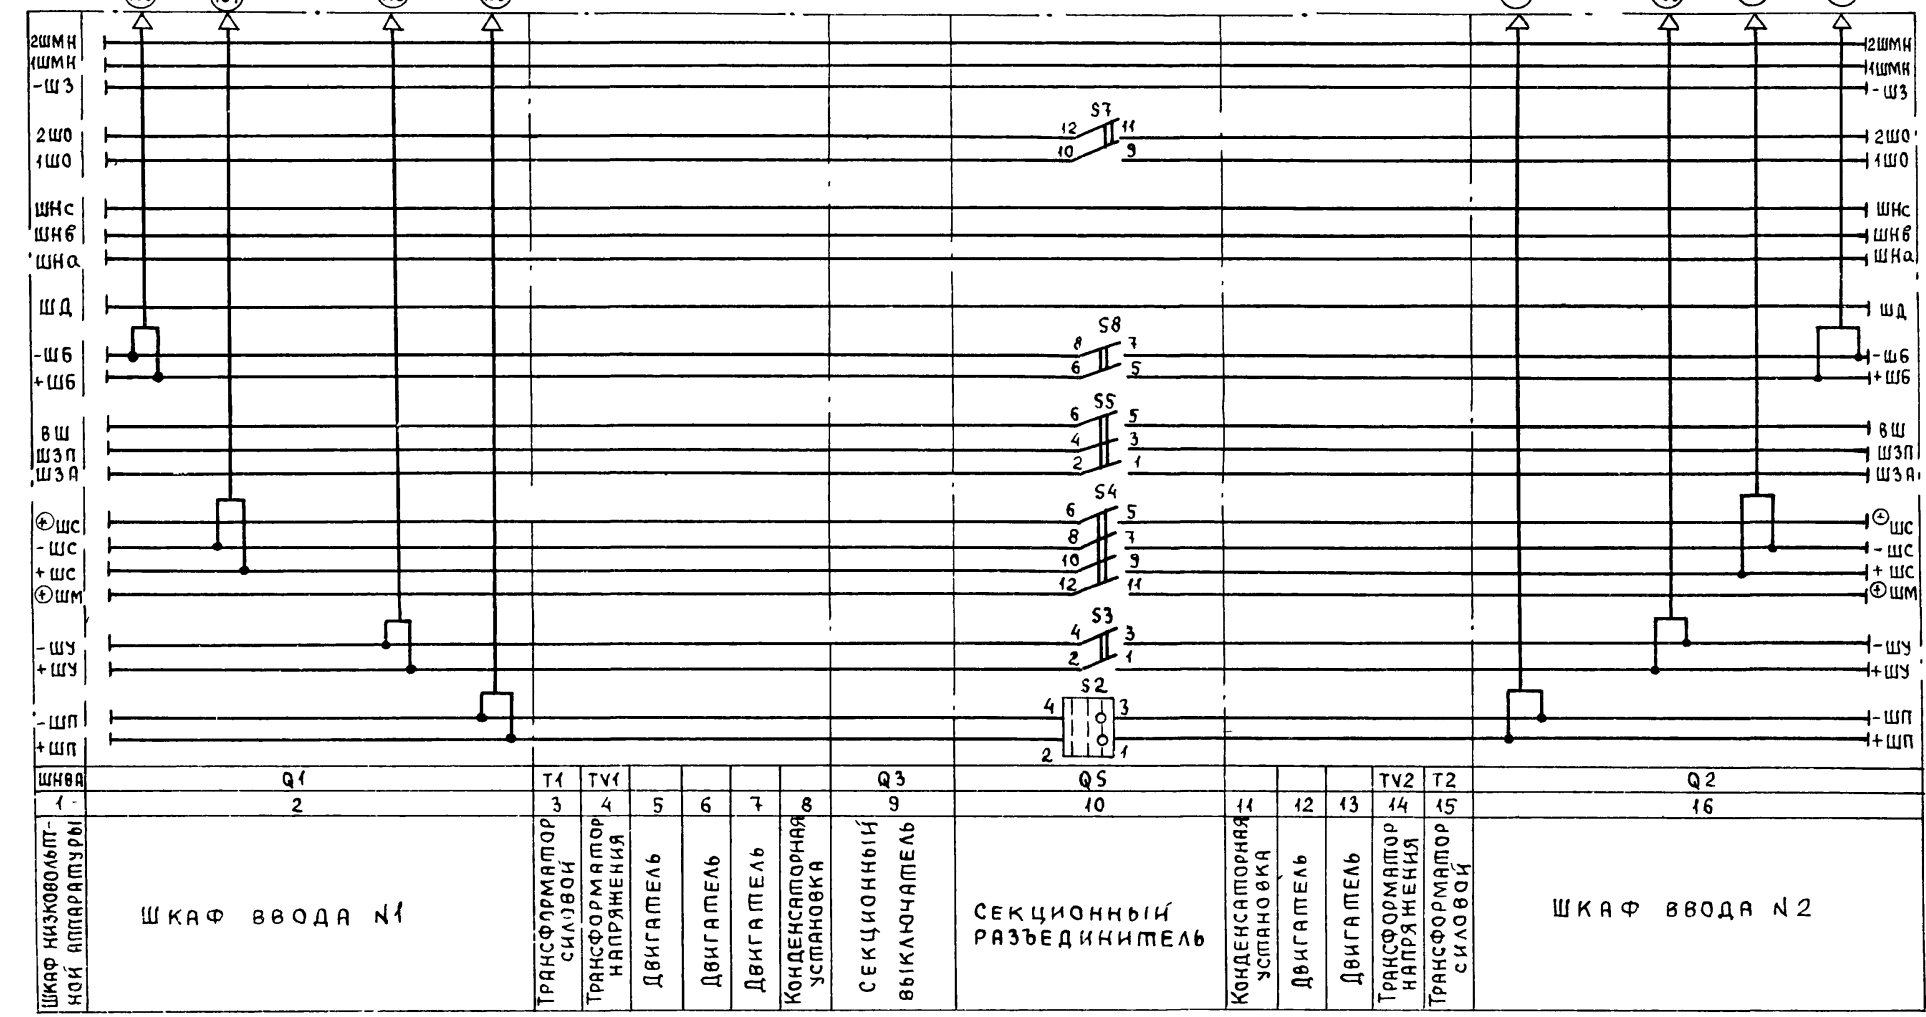 2ШМН
1ШМН
-ШЗ
2ШО
1ШО
ШНс
ШНв
ШНа
ШД
-ШБ
+ШБ
ВШ
ШЗП
ШЗА
⊕ШС
-ШС
+ШС
⊕ШМ
-ШУ
+ШУ
-ШП
+ШП
S7
12 11
10 9
S8
8 7
6 5
S5
6 5
4 3
2 1
S4
6 5
8 7
10 9
12 11
S3
4 3
2 1
S2
4 3
2 1
2ШМН
1ШМН
-ШЗ
2ШО
1ШО
ШНс
ШНв
ШНа
ШД
-ШБ
+ШБ
ВШ
ШЗП
ШЗА
⊕ШС
-ШС
+ШС
⊕ШМ
-ШУ
+ШУ
-ШП
+ШП
ШНВА Q1 T1 TV1 Q3 QS TV2 T2 Q2
1 2 3 4 5 6 7 8 9 10 11 12 13 14 15 16
Шкаф низковольт-
ной аппаратуры
Шкаф ввода N1
Трансформатор
силовой
Трансформатор
напряжения
Двигатель
Двигатель
Двигатель
Конденсаторная
установка
Секционный
выключатель
Секционный
разъединитель
Конденсаторная
установка
Двигатель
Двигатель
Трансформатор
напряжения
Трансформатор
силовой
Шкаф ввода N2